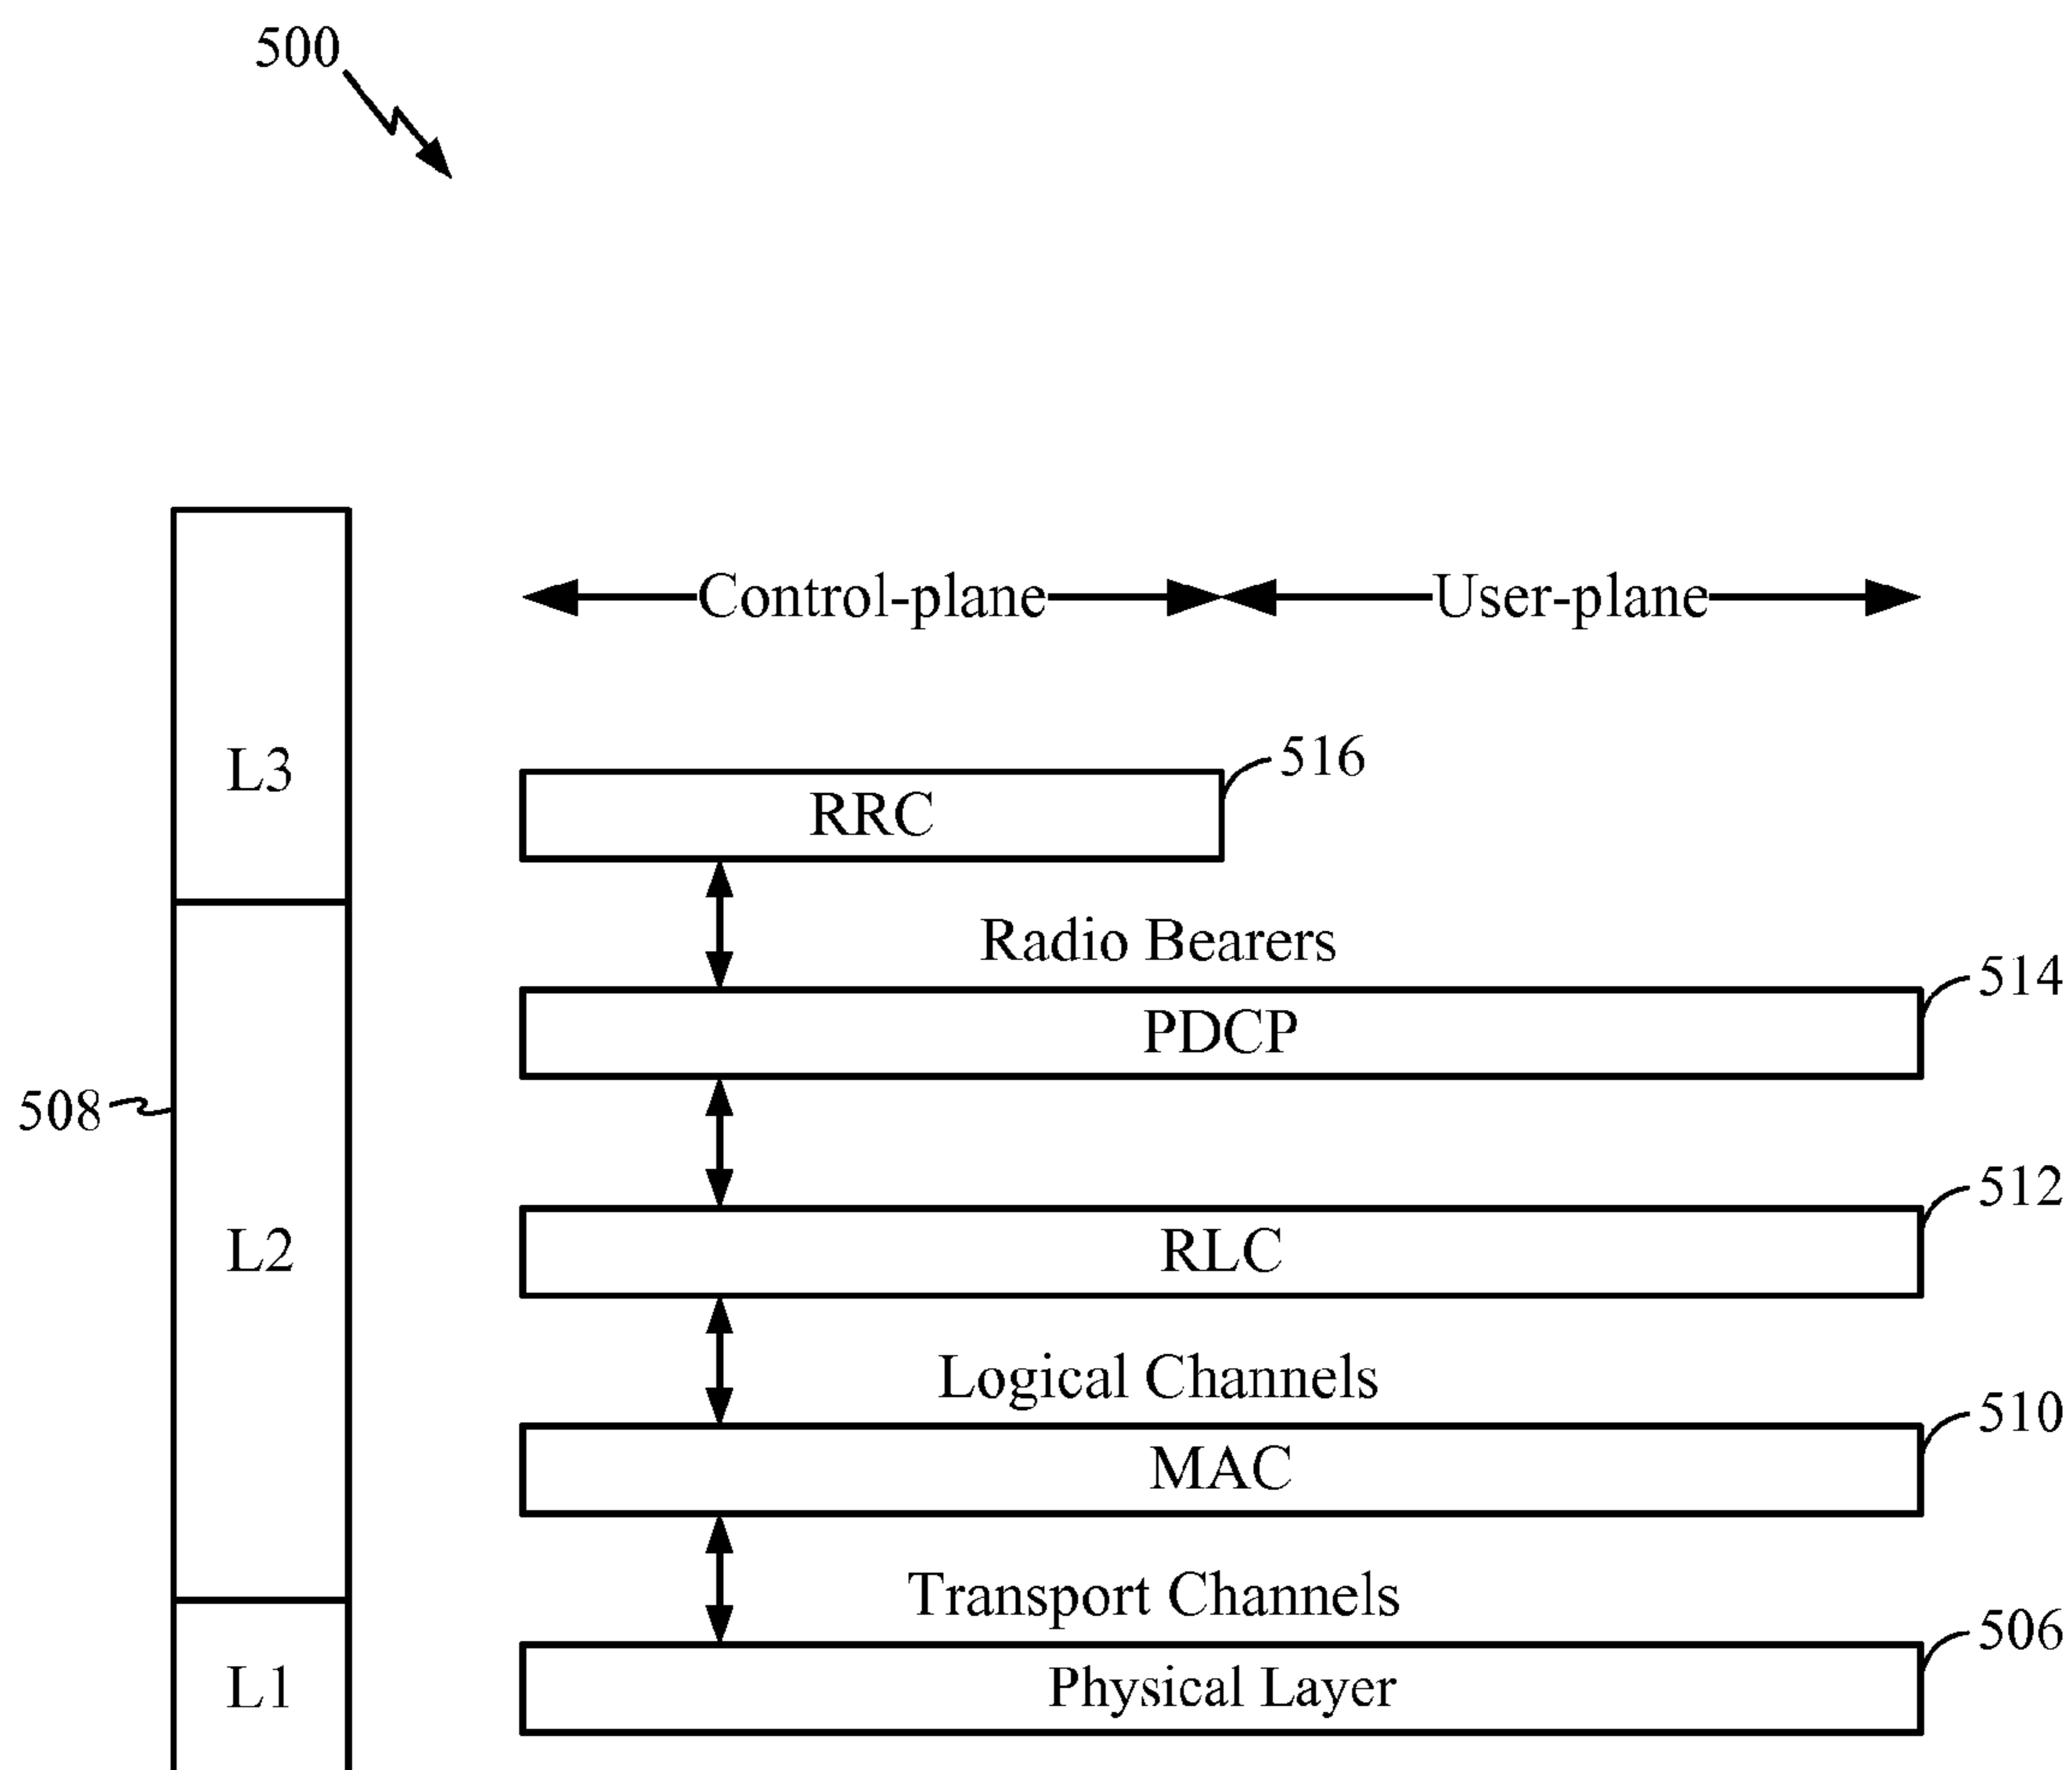 500
Control-plane User-plane
L3
516
RRC
Radio Bearers
514
PDCP
508
512
L2
RLC
Logical Channels
510
MAC
Transport Channels
506
L1
Physical Layer